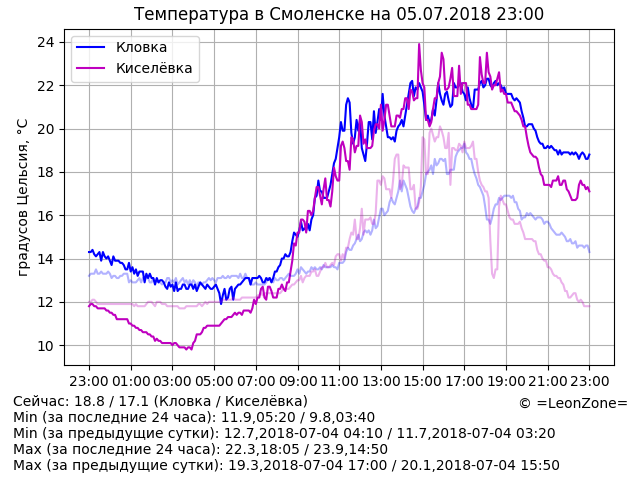 Температура в Смоленске на 05.07.2018 23:00
Кловка
Киселёвка
градусов Цельсия, °C
24
22
20
18
16
14
12
10
23:00 01:00 03:00 05:00 07:00 09:00 11:00 13:00 15:00 17:00 19:00 21:00 23:00
Сейчас: 18.8 / 17.1 (Кловка / Киселёвка)
© =LeonZone=
Min (за последние 24 часа): 11.9,05:20 / 9.8,03:40
Min (за предыдущие сутки): 12.7,2018-07-04 04:10 / 11.7,2018-07-04 03:20
Max (за последние 24 часа): 22.3,18:05 / 23.9,14:50
Max (за предыдущие сутки): 19.3,2018-07-04 17:00 / 20.1,2018-07-04 15:50